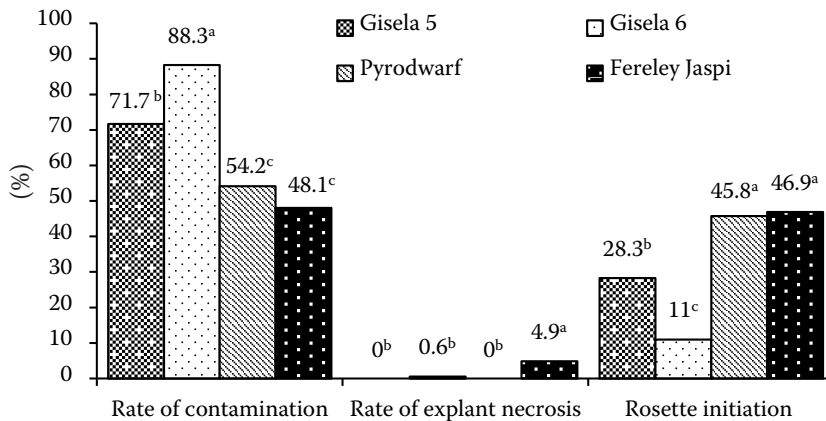 100
90
80
70
60
50
40
30
20
10
0
(%)
Gisela 5
Gisela 6
Pyrodwarf
Fereley Jaspi
71.7 b
88.3a
54.2c
48.1c
0b
0.6b
0b
4.9a
28.3b
11c
45.8a
46.9a
Rate of contamination
Rate of explant necrosis
Rosette initiation